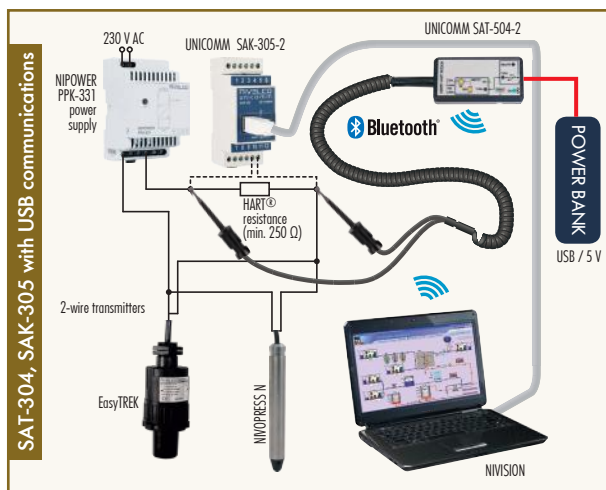 SAT-304, SAK-305 with USB communications
230 V AC
NIPOWER
PPK-331
power
supply
UNICOMM SAK-305-2
NIVELCO
UNICOMM SAT-504-2
Bluetooth®
POWER BANK
USB / 5 V
HART®
resistance
(min. 250 Ω)
2-wire transmitters
EasyTREK
NIVOPRESS N
NIVISION